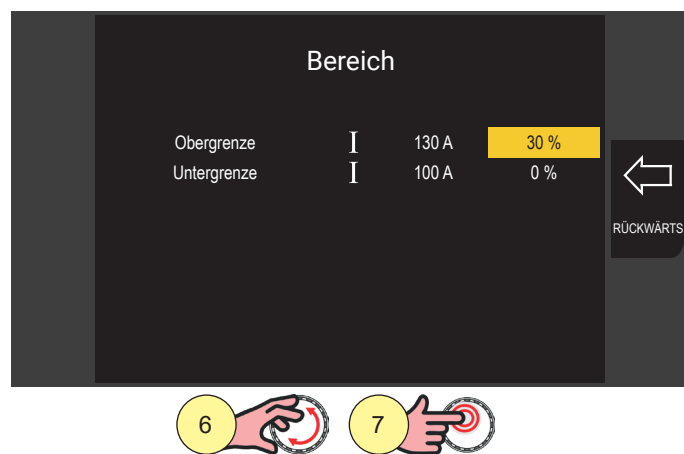 Bereich
Obergrenze I 130 A 30 %
Untergrenze I 100 A 0 %
RÜCKWÄRTS
6 7